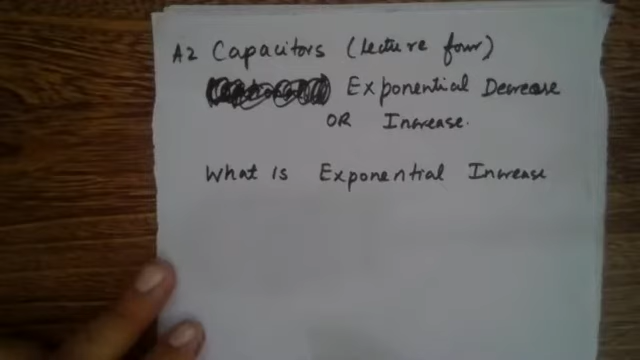 A2 Capacitors (lecture four)
Exponential Decrease
OR Increase.
What is Exponential Increase